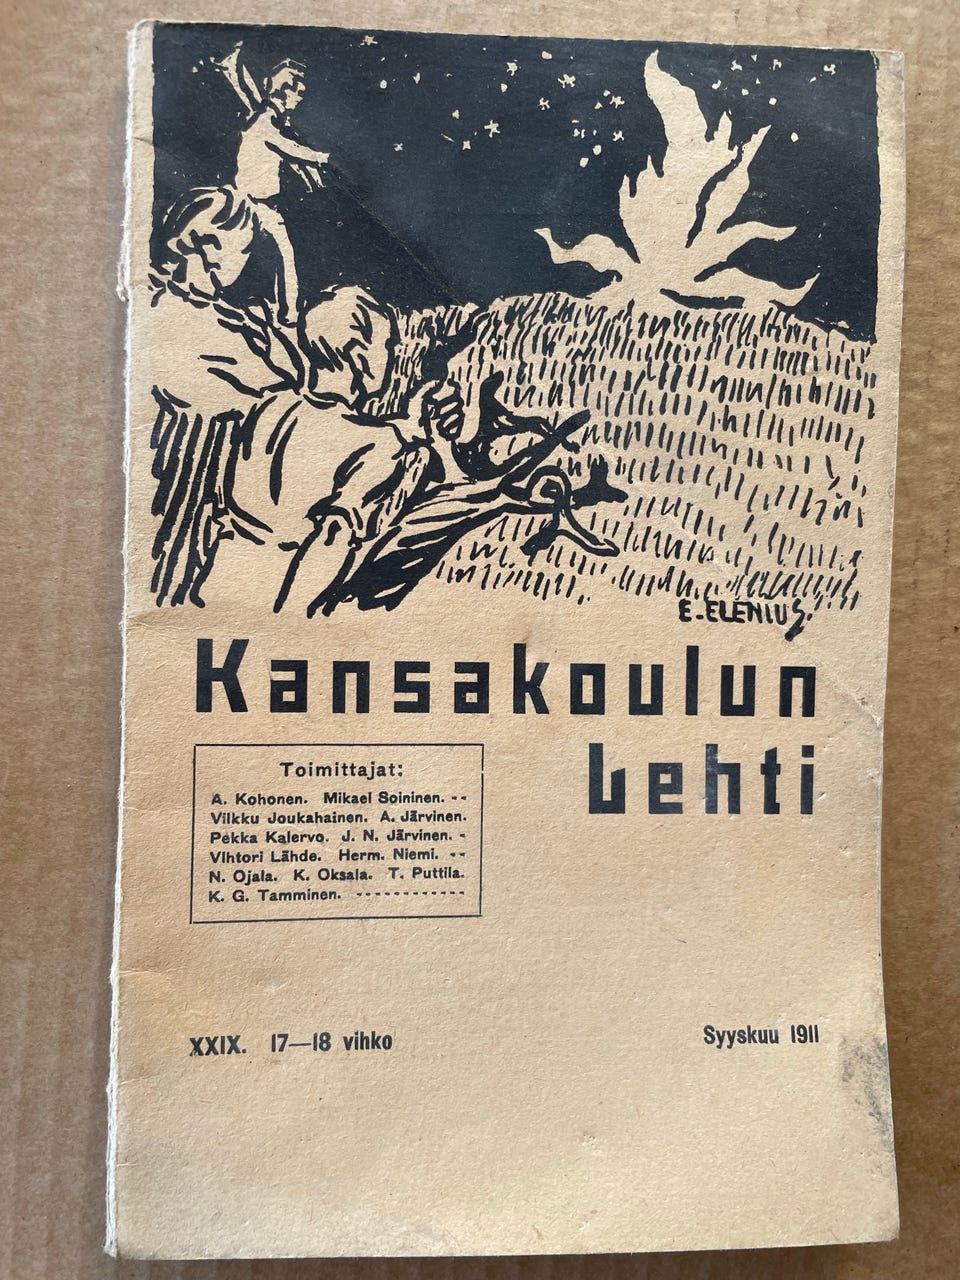 E. ELENIUS.
Kansakoulun
Lehti
Toimittajat:
A. Kohonen. Mikael Soininen. --
Vilkku Joukahainen. A. Järvinen.
Pekka Kalervo. J. N. Järvinen. -
Vihtori Lähde. Herm. Niemi. --
N. Ojala. K. Oksala. T. Puttila.
K. G. Tamminen. ------------
XXIX. 17—18 vihko
Syyskuu 1911